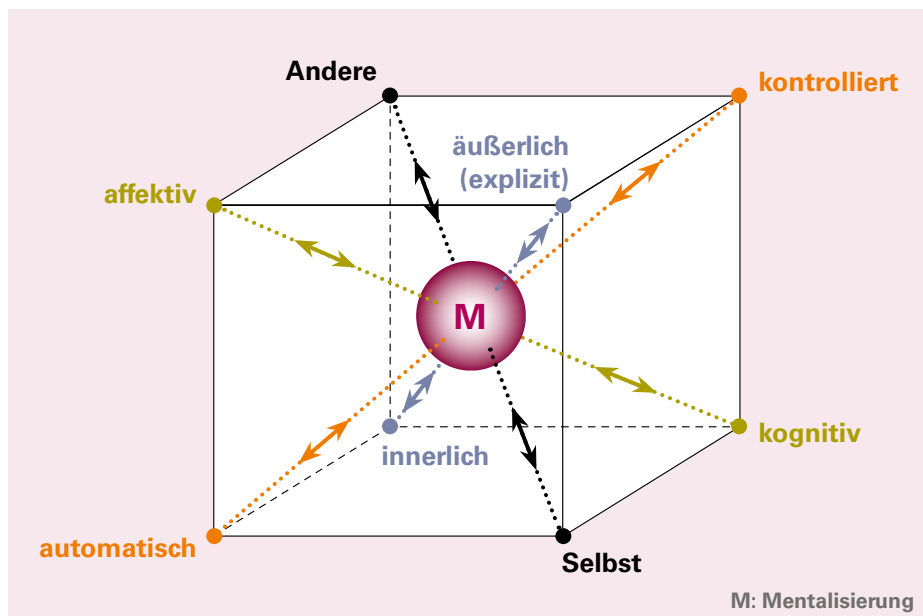 Andere
kontrolliert
äußerlich
(explizit)
affektiv
M
kognitiv
innerlich
automatisch
Selbst
M: Mentalisierung